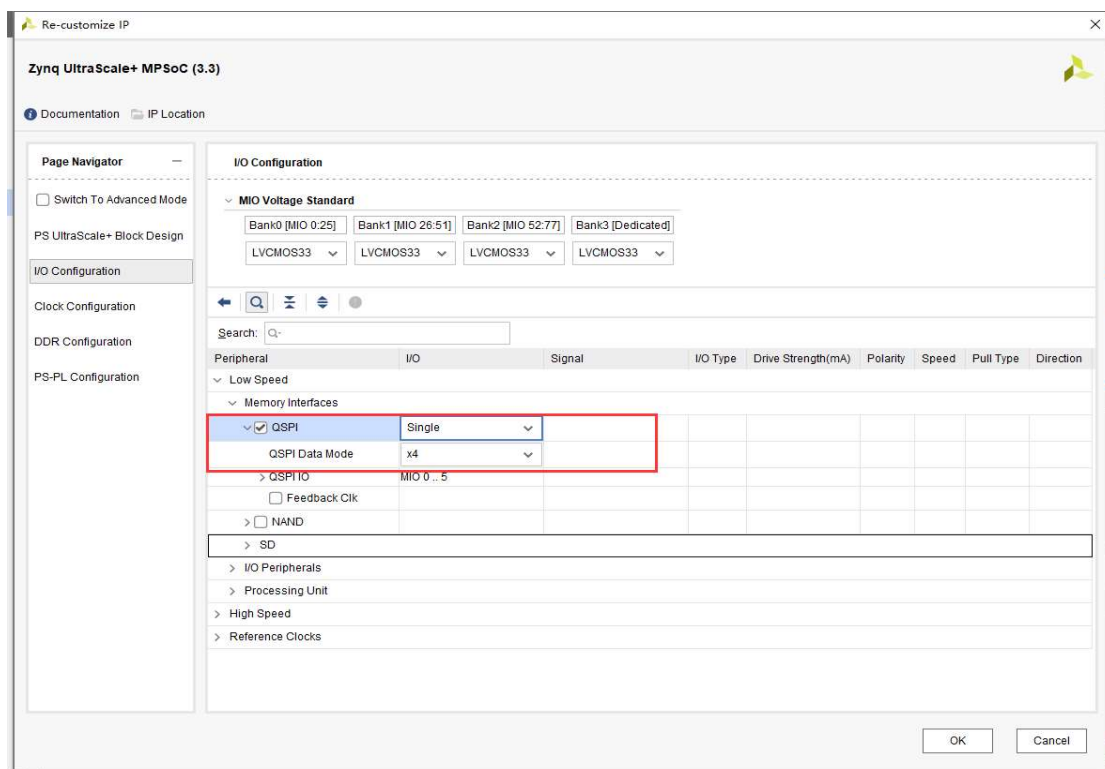 Re-customize IP
Zynq UltraScale+ MPSoC (3.3)
Documentation IP Location
Page Navigator
Switch To Advanced Mode
PS UltraScale+ Block Design
I/O Configuration
Clock Configuration
DDR Configuration
PS-PL Configuration
I/O Configuration
MIO Voltage Standard
Bank0 [MIO 0:25] Bank1 [MIO 26:51] Bank2 [MIO 52:77] Bank3 [Dedicated]
LVCMOS33 LVCMOS33 LVCMOS33 LVCMOS33
Search:
Peripheral I/O Signal I/O Type Drive Strength(mA) Polarity Speed Pull Type Direction
Low Speed
Memory Interfaces
QSPI Single
QSPI Data Mode x4
QSPI IO MIO 0 .. 5
Feedback Clk
NAND
SD
I/O Peripherals
Processing Unit
High Speed
Reference Clocks
OK Cancel